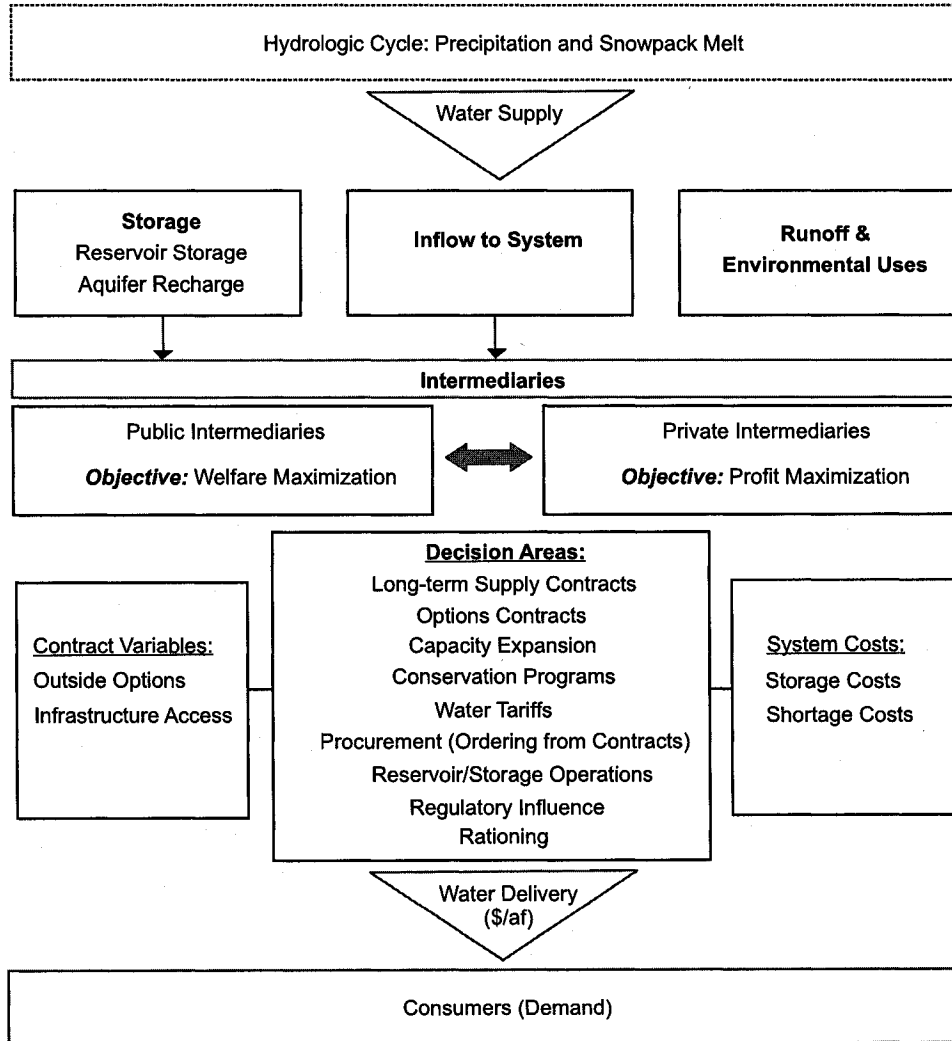 Hydrologic Cycle: Precipitation and Snowpack Melt
Water Supply
Storage
Reservoir Storage
Aquifer Recharge
Inflow to System
Runoff &
Environmental Uses
Intermediaries
Public Intermediaries
Objective: Welfare Maximization
Private Intermediaries
Objective: Profit Maximization
Contract Variables:
Outside Options
Infrastructure Access
Decision Areas:
Long-term Supply Contracts
Options Contracts
Capacity Expansion
Conservation Programs
Water Tariffs
Procurement (Ordering from Contracts)
Reservoir/Storage Operations
Regulatory Influence
Rationing
System Costs:
Storage Costs
Shortage Costs
Water Delivery
($/af)
Consumers (Demand)